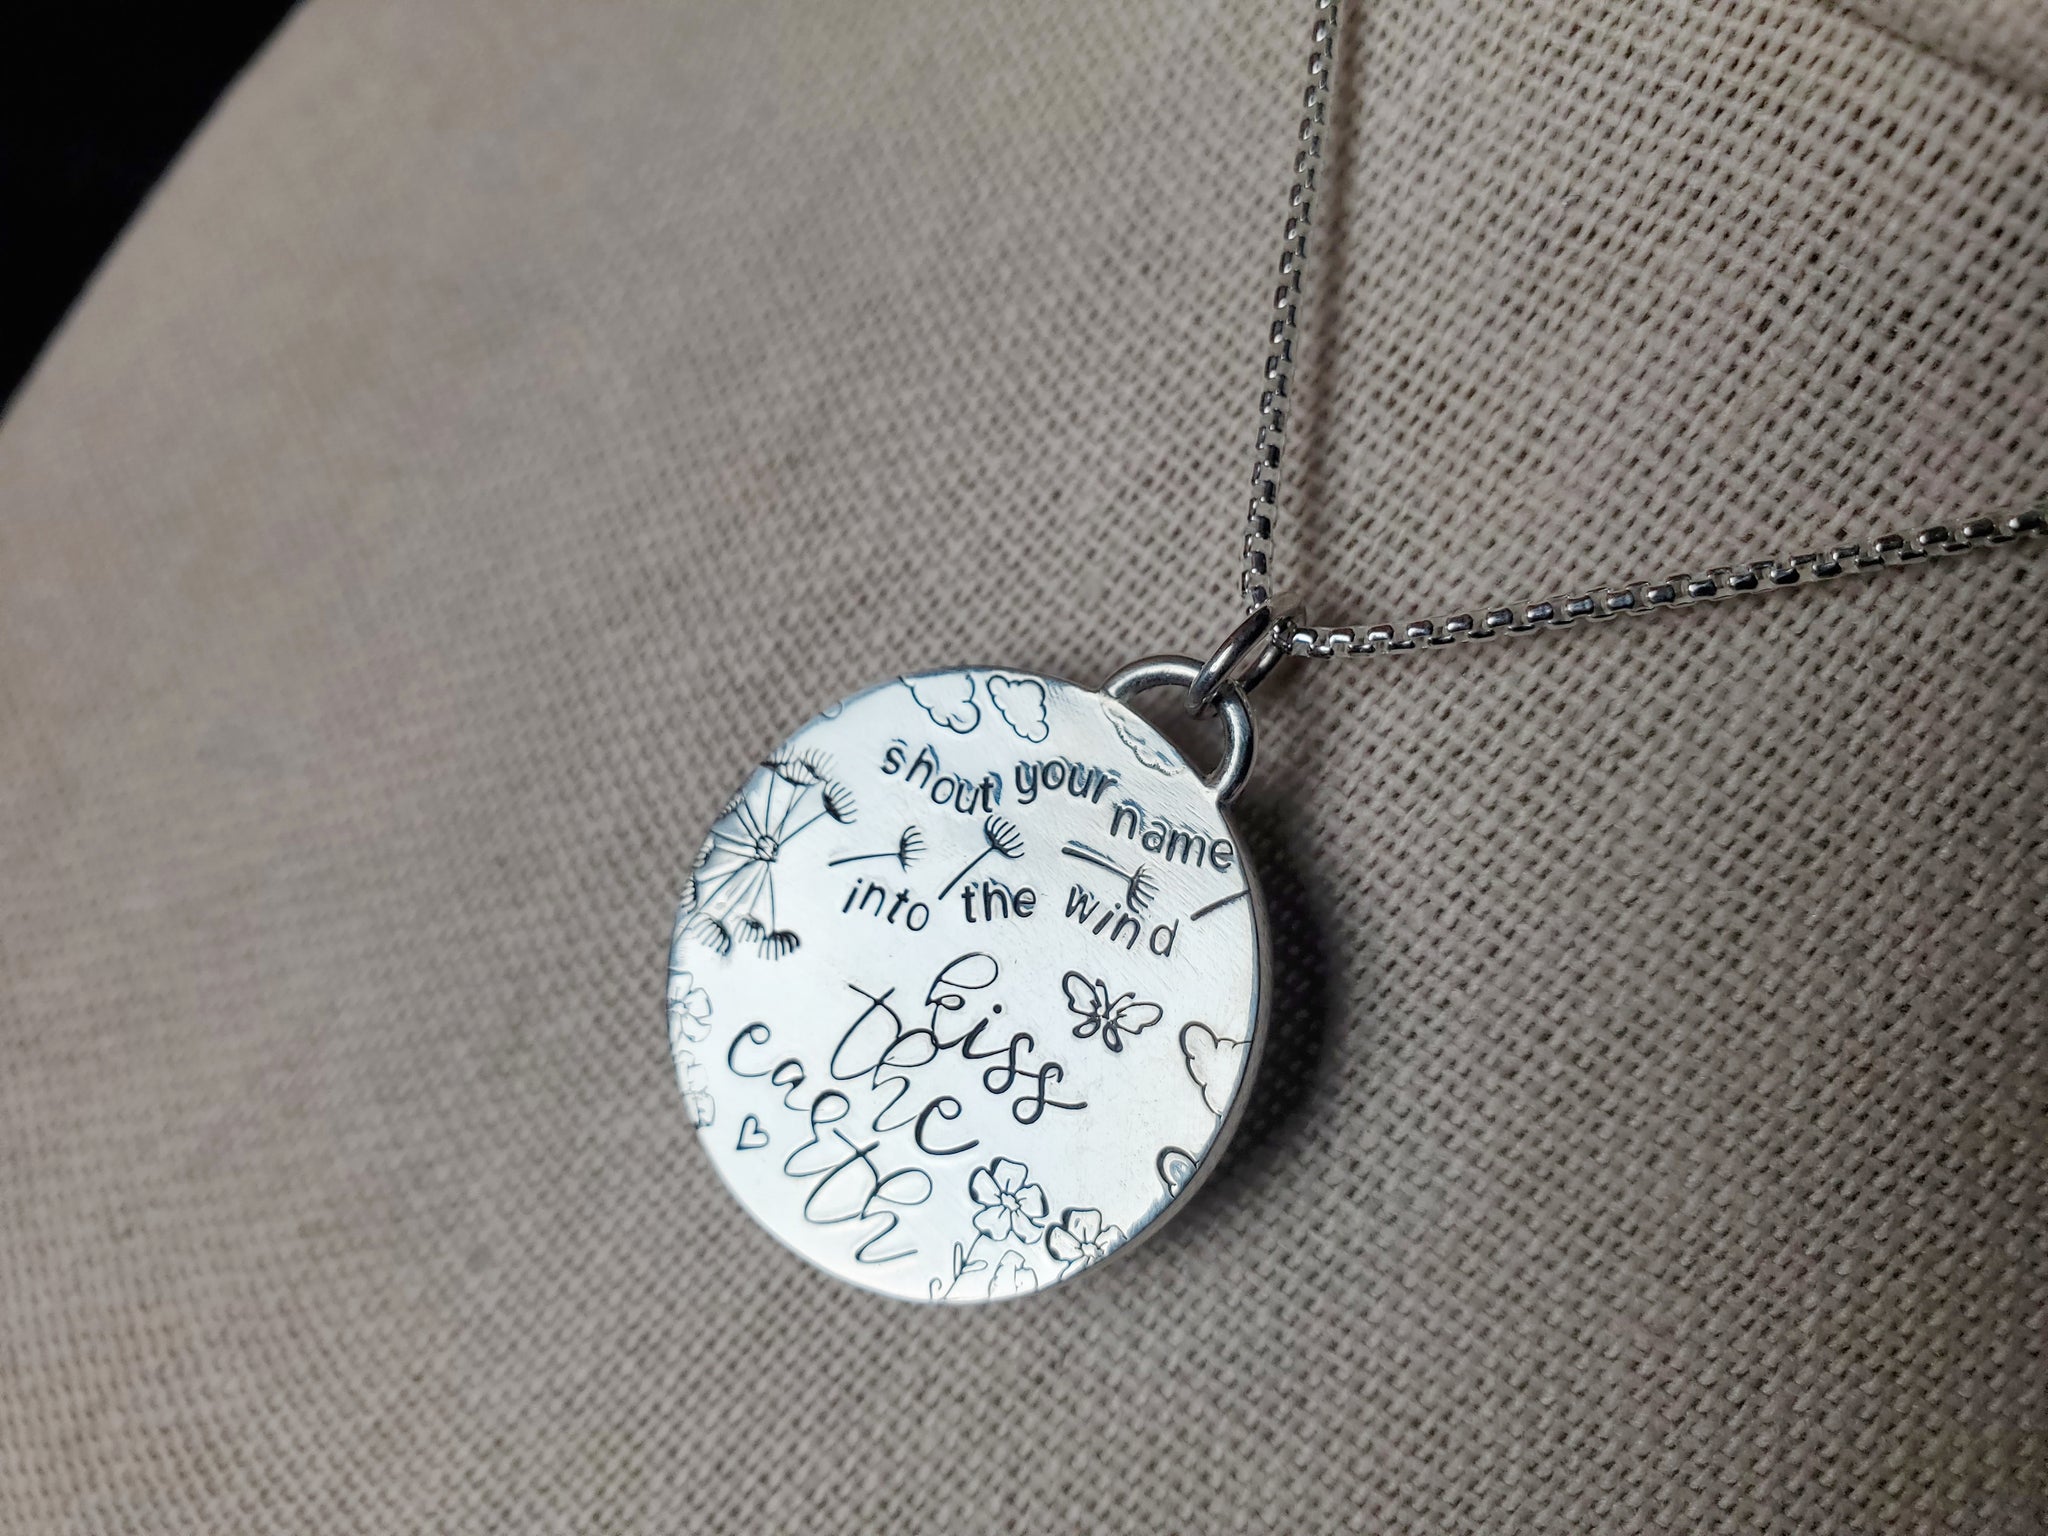 shout your name
into the wind
kiss
the
earth